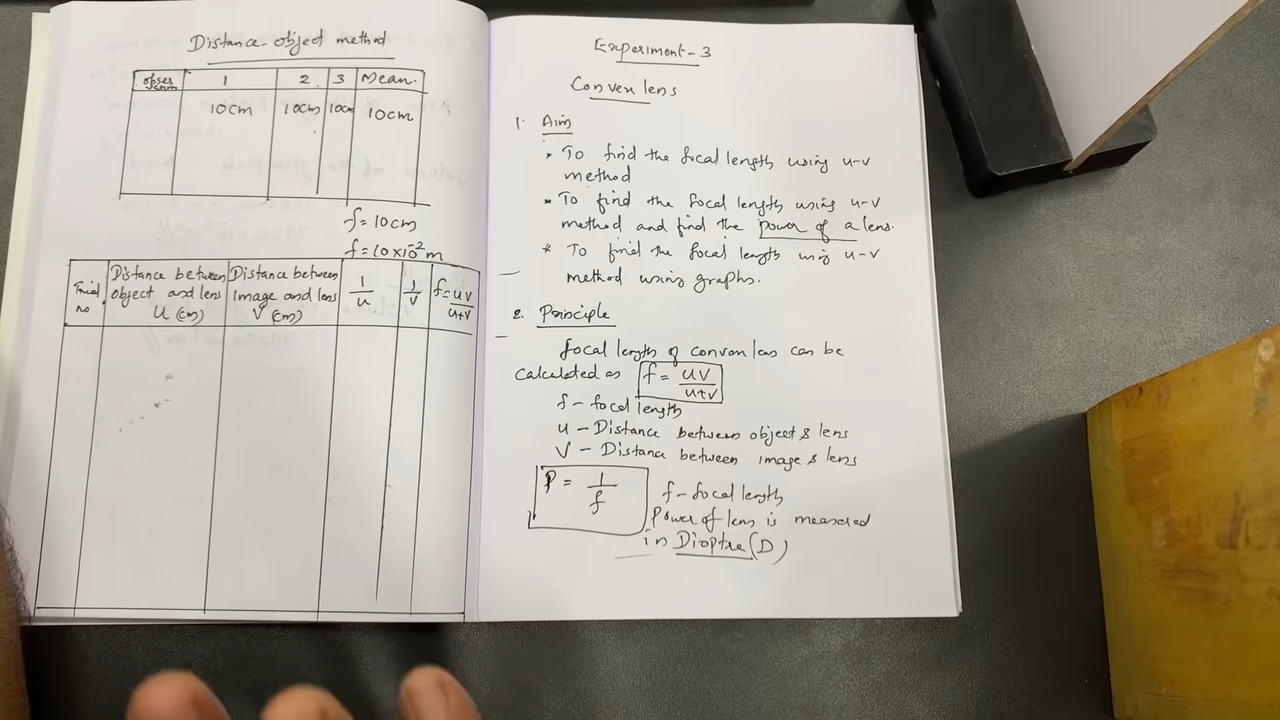 Distance-object method
obser vation 1 2. 3 Mean.
10cm 10cm 10cm 10cm
f = 10cm
f = 10 × 10⁻² m
Trial no
Distance between object and lens U (cm)
Distance between image and lens V (cm)
1/u
1/v
f = uv/u+v
Experiment-3
Convex lens
1. Aim
* To find the focal length using u-v
method
* To find the focal length using u-v
method and find the power of a lens.
* To find the focal length using u-v
method using graphs.
2. Principle
focal length of convex lens can be
calculated as f = uv/u+v
f - focal length
u - Distance between object & lens
V - Distance between image & lens
P = 1/f
f - focal length
Power of lens is measured
in Dioptre (D)